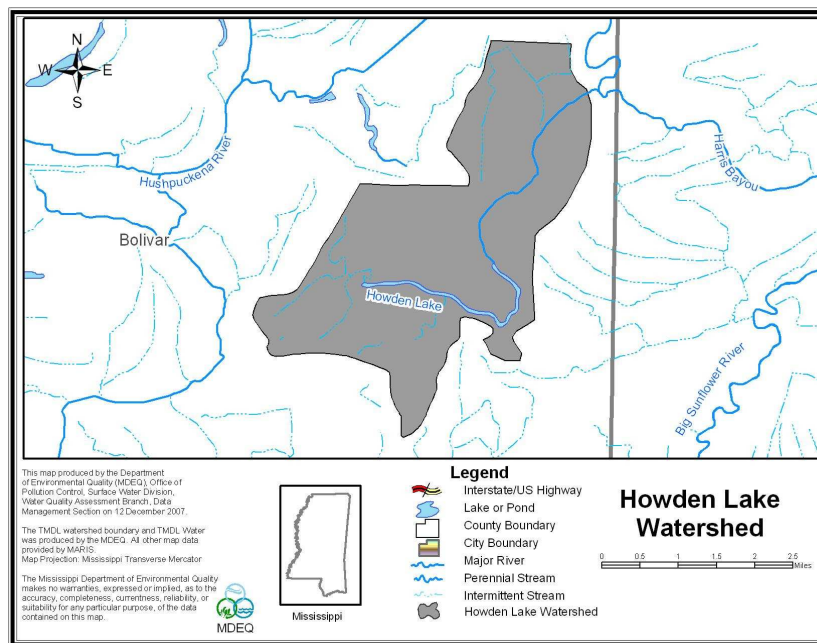 N
W E
S
Hushpuckena River
Harris Bayou
Bolivar
Howden Lake
Big Sunflower River
This map produced by the Department
of Environmental Quality (MDEQ), Office of
Pollution Control, Surface Water Division,
Water Quality Assessment Branch, Data
Management Section on 12 December 2007.
The TMDL watershed boundary and TMDL Water
was produced by the MDEQ. All other map data
provided by MARIS.
Map Projection: Mississippi Transverse Mercator
The Mississippi Department of Environmental Quality
makes no warranties, expressed or implied, as to the
accuracy, completeness, currentness, reliability, or
suitability for any particular purpose, of the data
contained on this map.
MDEQ
Mississippi
Legend
Interstate/US Highway
Lake or Pond
County Boundary
City Boundary
Major River
Perennial Stream
Intermittent Stream
Howden Lake Watershed
Howden Lake
Watershed
0 0.5 1 1.5 2 2.5
Miles